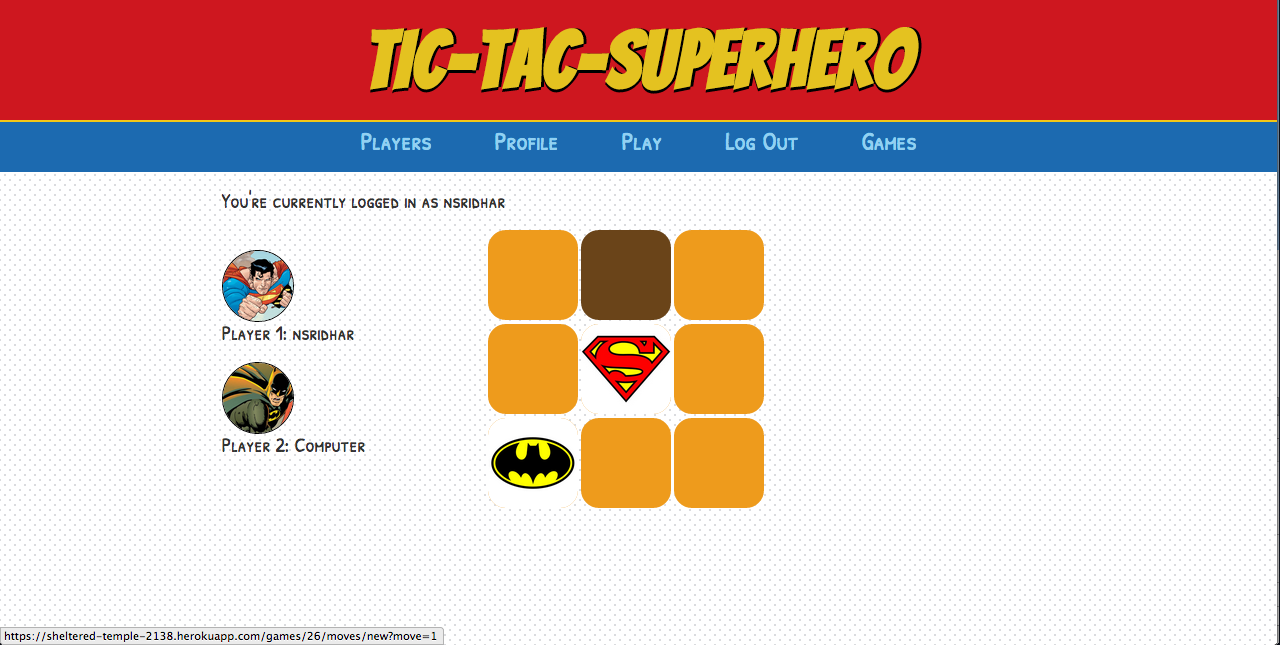 TIC-TAC-SUPERHERO
Players Profile Play Log Out Games
You're currently logged in as nsridhar
Player 1: nsridhar
Player 2: Computer
S
https://sheltered-temple-2138.herokuapp.com/games/26/moves/new?move=1